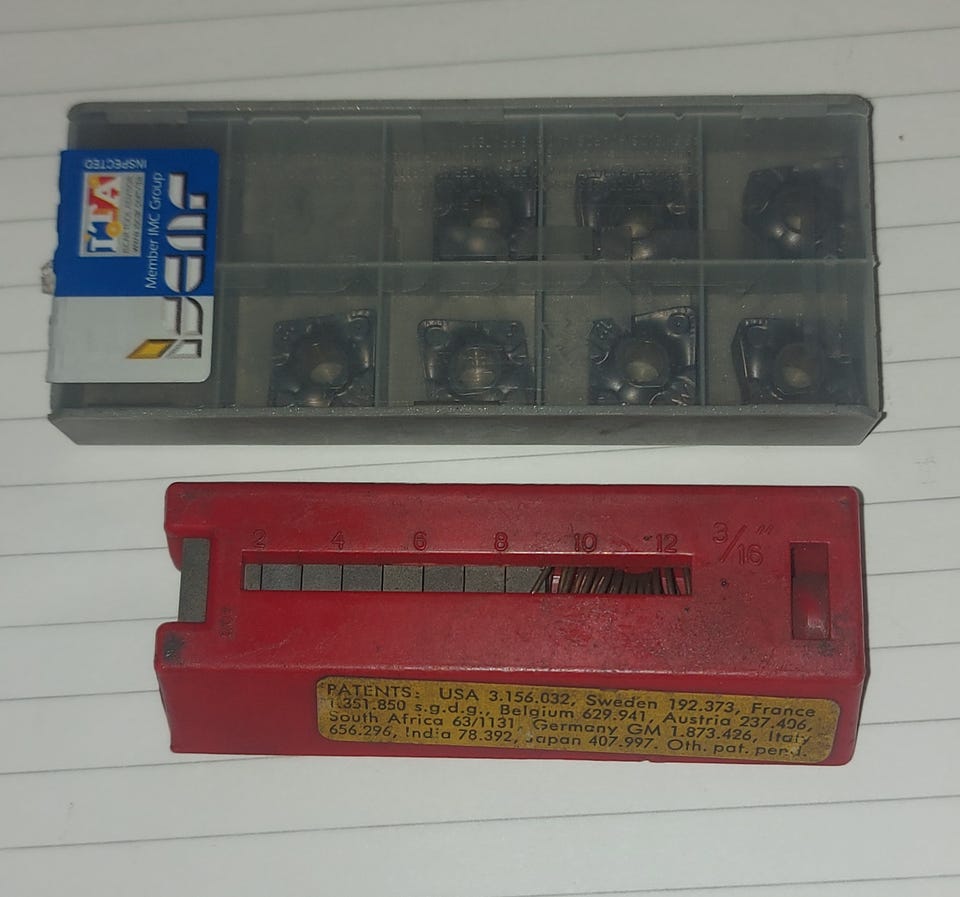 INSPECTED
ITA
Member IMC Group
ISCAR
2 4 6 8 10 12 3/16"
PATENTS: USA 3.156.032, Sweden 192.373, France
1.351.850 s.g.d.g., Belgium 629.941, Austria 237.406,
South Africa 63/1131, Germany GM 1.873.426, Italy
656.296, India 78.392, Japan 407.997. Oth. pat. pend.